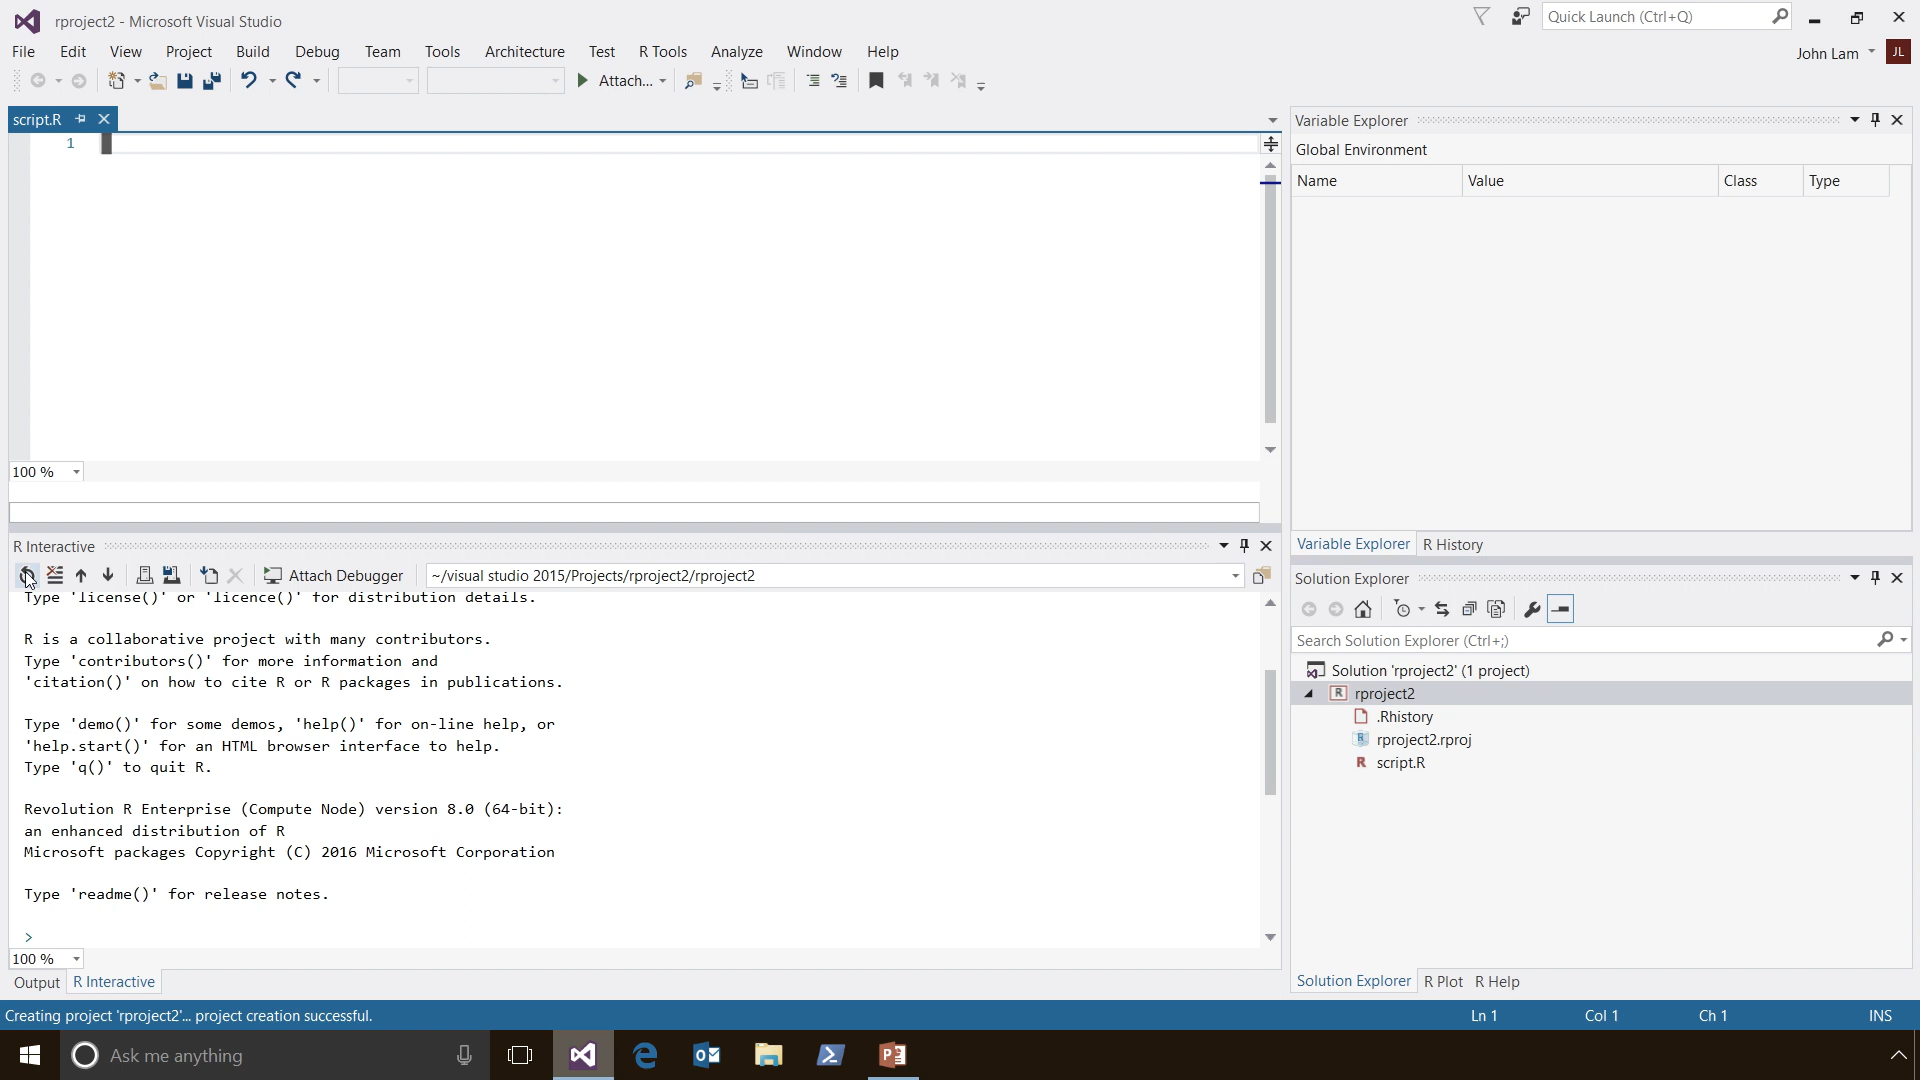 rproject2 - Microsoft Visual Studio
Quick Launch (Ctrl+Q)
File Edit View Project Build Debug Team Tools Architecture Test R Tools Analyze Window Help
John Lam JL
Attach...
script.R
1
100 %
R Interactive
Attach Debugger ~/visual studio 2015/Projects/rproject2/rproject2
Type 'license()' or 'licence()' for distribution details.
R is a collaborative project with many contributors.
Type 'contributors()' for more information and
'citation()' on how to cite R or R packages in publications.
Type 'demo()' for some demos, 'help()' for on-line help, or
'help.start()' for an HTML browser interface to help.
Type 'q()' to quit R.
Revolution R Enterprise (Compute Node) version 8.0 (64-bit):
an enhanced distribution of R
Microsoft packages Copyright (C) 2016 Microsoft Corporation
Type 'readme()' for release notes.
>
100 %
Output R Interactive
Variable Explorer
Global Environment
Name Value Class Type
Variable Explorer R History
Solution Explorer
Search Solution Explorer (Ctrl+;)
Solution 'rproject2' (1 project)
R rproject2
.Rhistory
rproject2.rproj
R script.R
Solution Explorer R Plot R Help
Creating project 'rproject2'... project creation successful.
Ln 1 Col 1 Ch 1 INS
Ask me anything